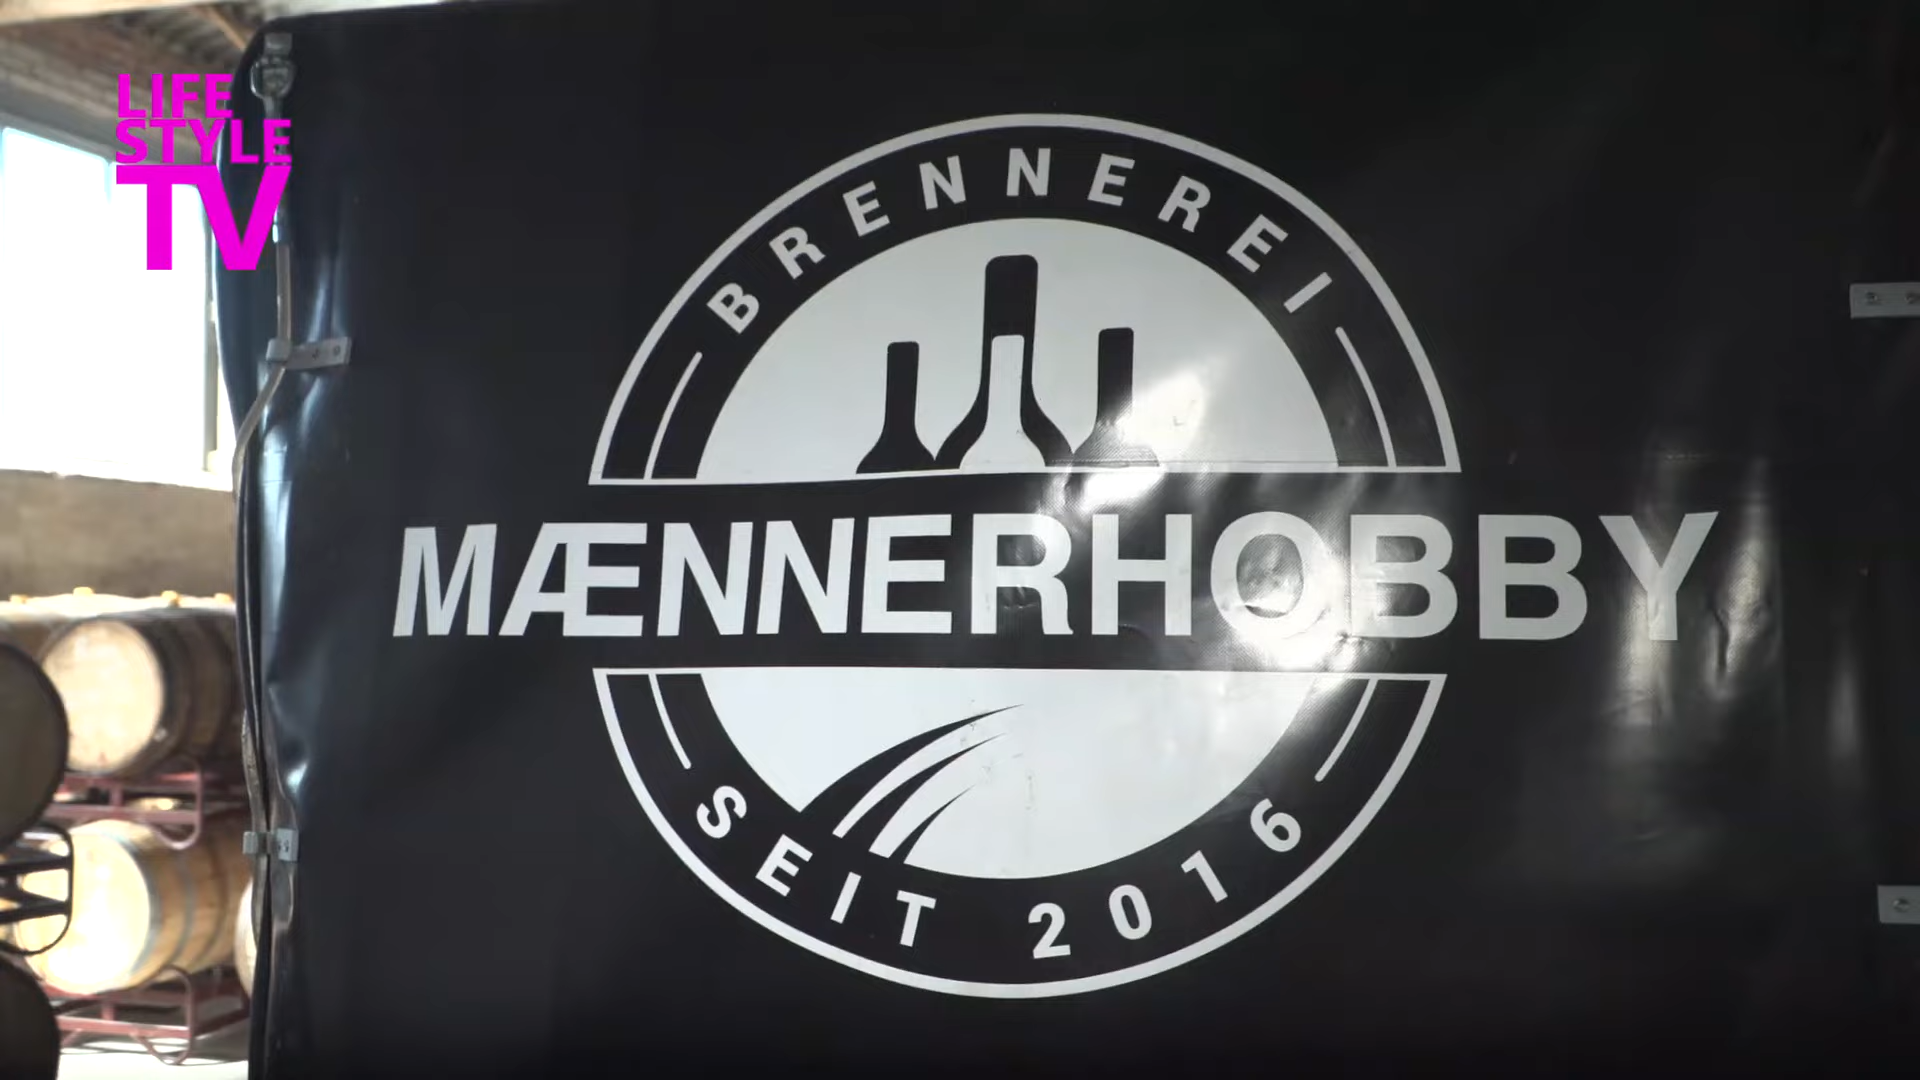 LIFE
STYLE
TV
BRENNEREI
MÆNNERHOBBY
SEIT 2016